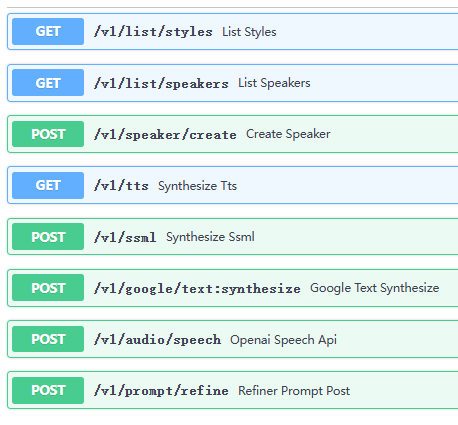 GET /v1/list/styles List Styles
GET /v1/list/speakers List Speakers
POST /v1/speaker/create Create Speaker
GET /v1/tts Synthesize Tts
POST /v1/ssml Synthesize Ssml
POST /v1/google/text:synthesize Google Text Synthesize
POST /v1/audio/speech Openai Speech Api
POST /v1/prompt/refine Refiner Prompt Post